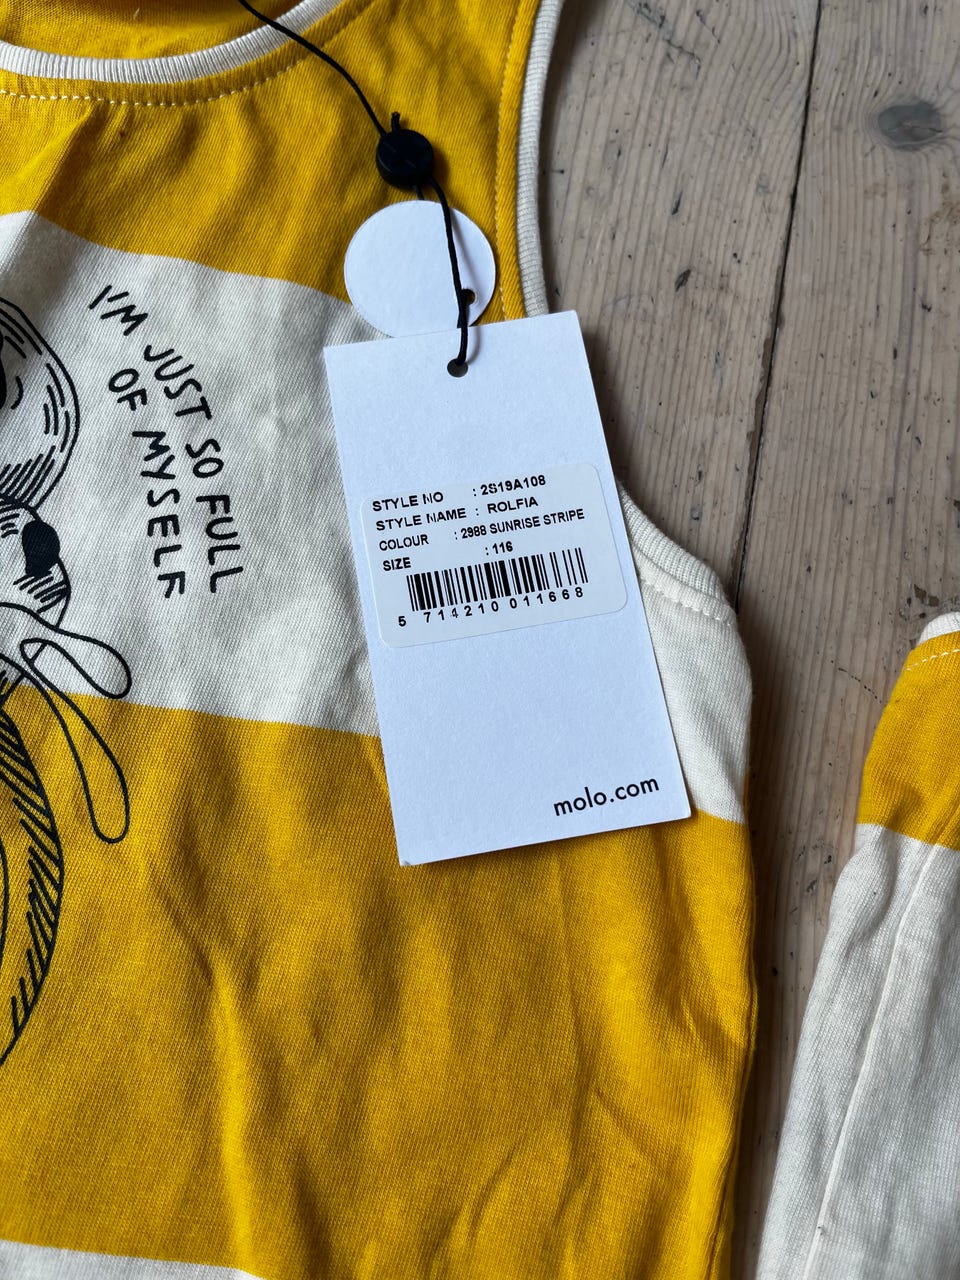 I'M JUST SO FULL
OF MYSELF
STYLE NO : 2S19A108
STYLE NAME : ROLFIA
COLOUR : 2988 SUNRISE STRIPE
SIZE : 116
5 714210 011668
molo.com